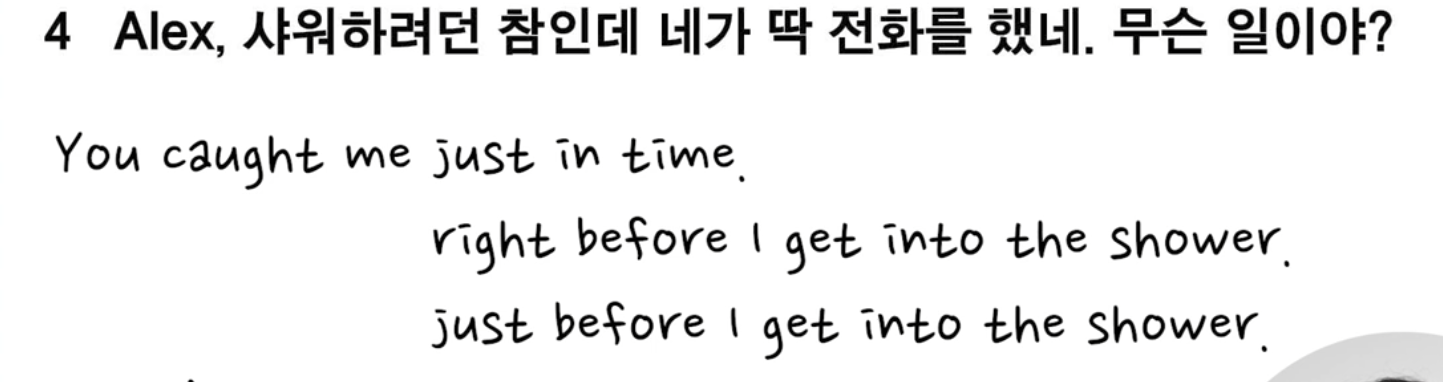 4 Alex, 샤워하려던 참인데 네가 딱 전화를 했네. 무슨 일이야?
You caught me just in time.
right before I get into the shower.
just before I get into the shower.